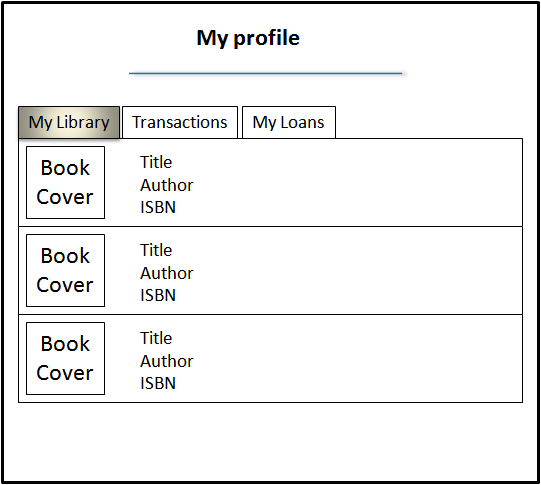 My profile
My Library
Transactions
My Loans
Book
Cover
Title
Author
ISBN
Book
Cover
Title
Author
ISBN
Book
Cover
Title
Author
ISBN